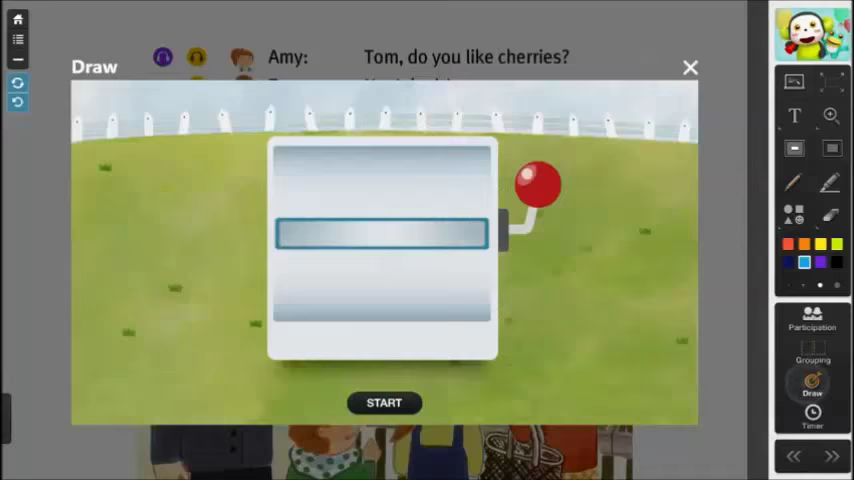 Amy: Tom, do you like cherries?
Draw
START
T
Participation
Grouping
Draw
Timer